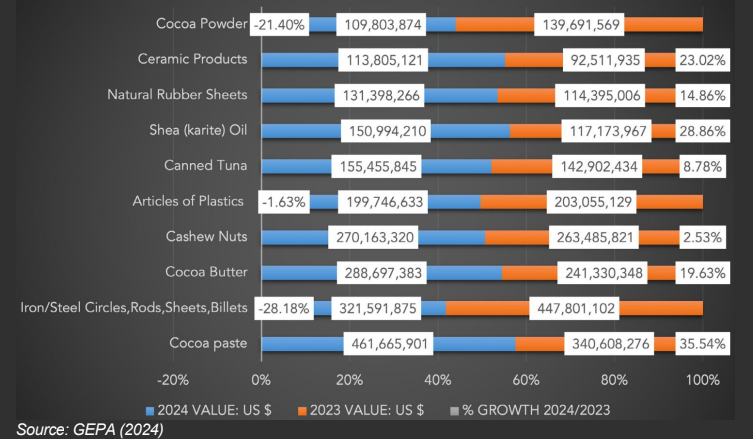 Cocoa Powder -21.40% 109,803,874 139,691,569
Ceramic Products 113,805,121 92,511,935 23.02%
Natural Rubber Sheets 131,398,266 114,395,006 14.86%
Shea (karite) Oil 150,994,210 117,173,967 28.86%
Canned Tuna 155,455,845 142,902,434 8.78%
Articles of Plastics -1.63% 199,746,633 203,055,129
Cashew Nuts 270,163,320 263,485,821 2.53%
Cocoa Butter 288,697,383 241,330,348 19.63%
Iron/Steel Circles,Rods,Sheets,Billets -28.18% 321,591,875 447,801,102
Cocoa paste 461,665,901 340,608,276 35.54%
-20% 0% 20% 40% 60% 80% 100%
2024 VALUE: US $ 2023 VALUE: US $ % GROWTH 2024/2023
Source: GEPA (2024)